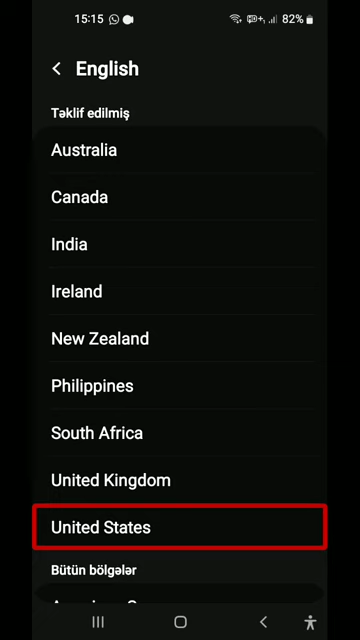 15:15 82%
English
Təklif edilmiş
Australia
Canada
India
Ireland
New Zealand
Philippines
South Africa
United Kingdom
United States
Bütün bölgələr